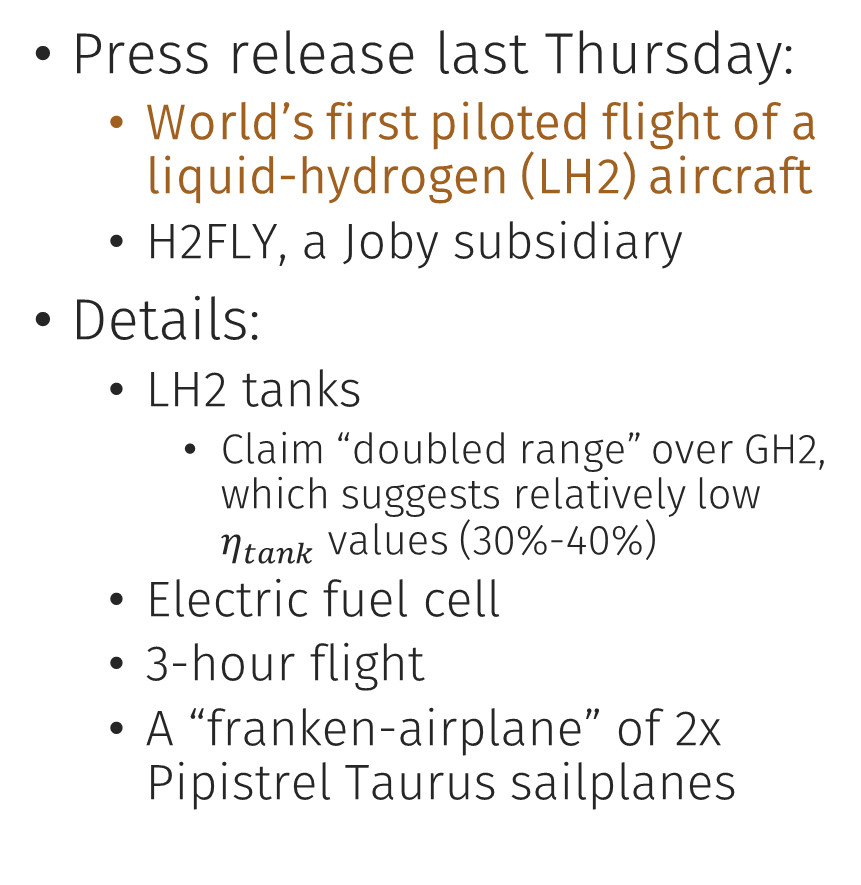 • Press release last Thursday:
• World’s first piloted flight of a
liquid-hydrogen (LH2) aircraft
• H2FLY, a Joby subsidiary
• Details:
• LH2 tanks
• Claim “doubled range” over GH2,
which suggests relatively low
η_tank values (30%-40%)
• Electric fuel cell
• 3-hour flight
• A “franken-airplane” of 2x
Pipistrel Taurus sailplanes